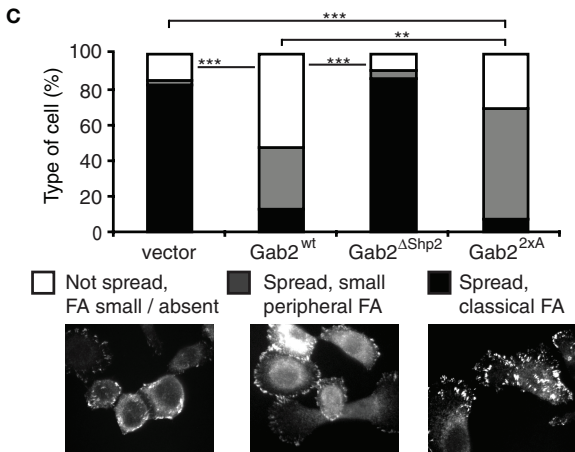 C
***
**
***
***
Type of cell (%)
100
80
60
40
20
0
vector
Gab2wt
Gab2ΔShp2
Gab22xA
Not spread,
FA small / absent
Spread, small
peripheral FA
Spread,
classical FA